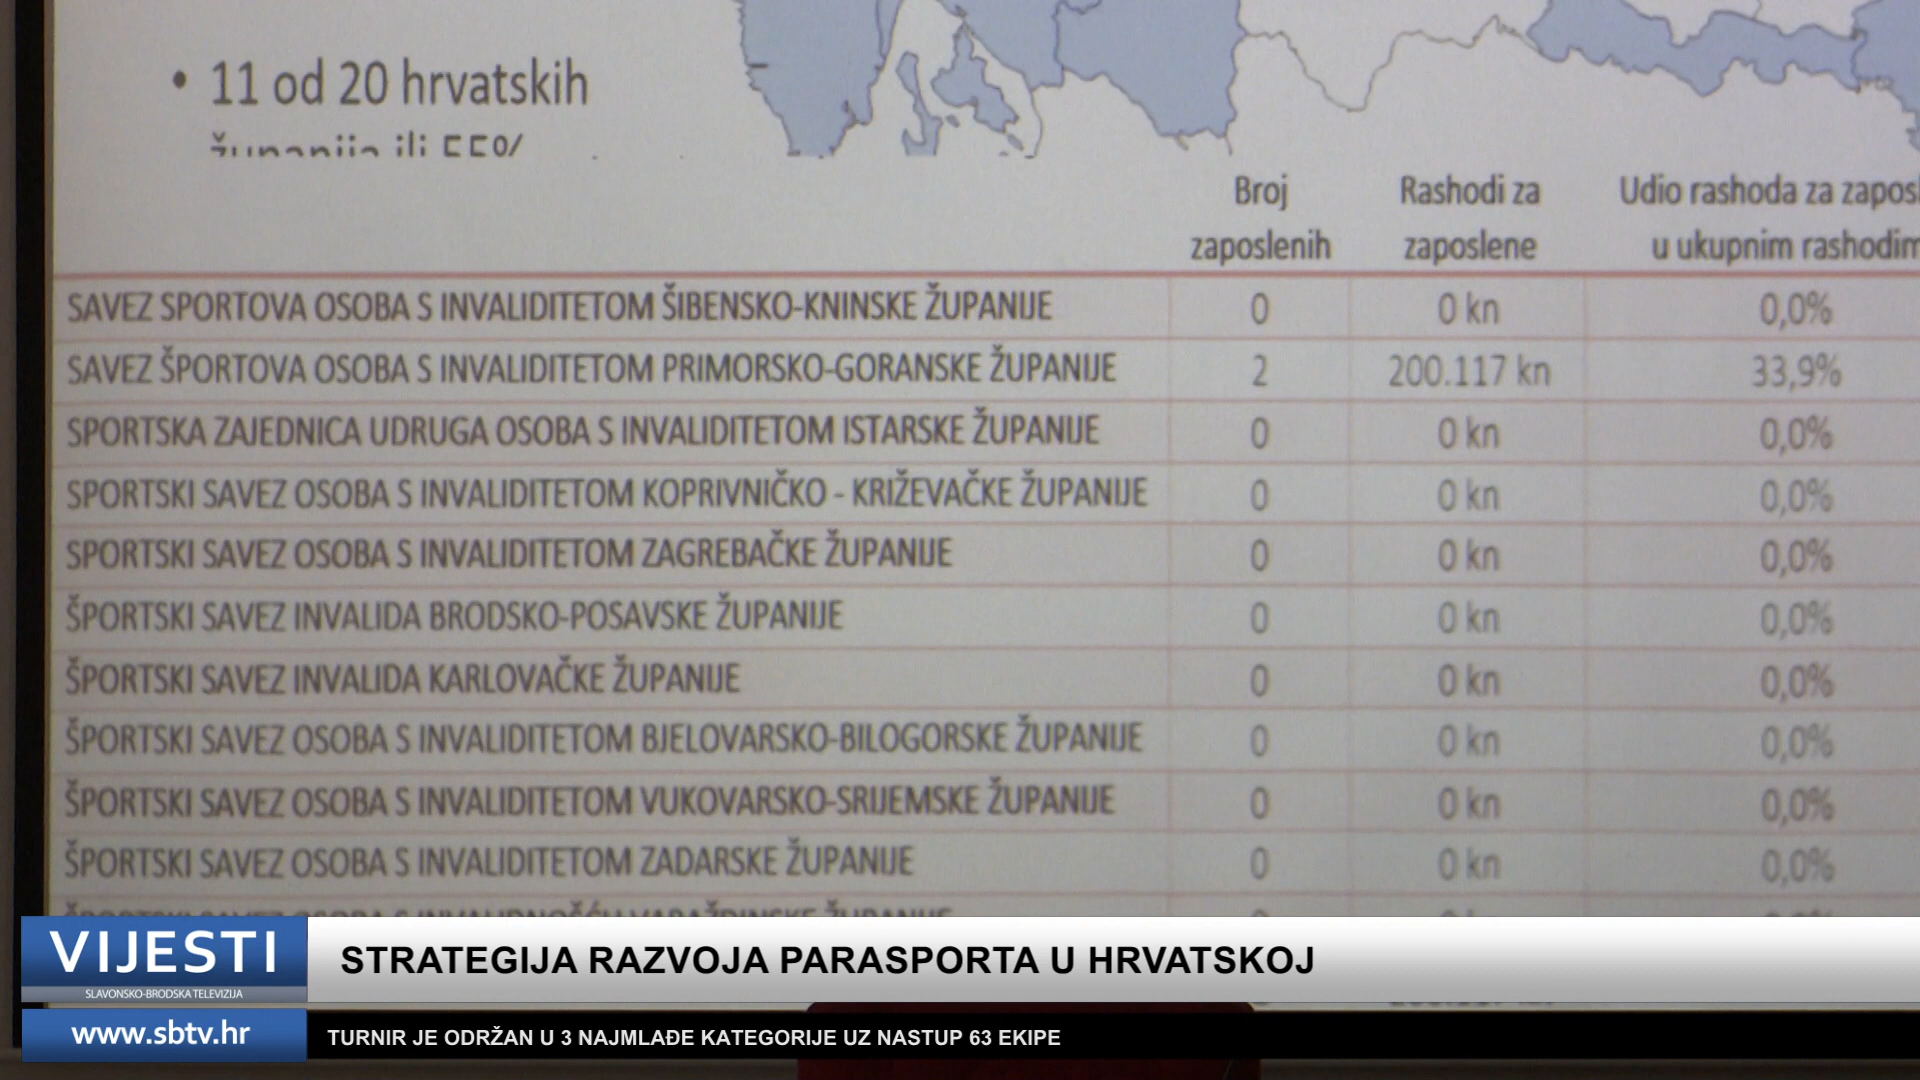 • 11 od 20 hrvatskih
županija ili 55%
Broj zaposlenih
Rashodi za zaposlene
Udio rashoda za
u ukupnim
SAVEZ SPORTOVA OSOBA S INVALIDITETOM ŠIBENSKO-KNINSKE ŽUPANIJE 0 0 kn 0,0%
SAVEZ ŠPORTOVA OSOBA S INVALIDITETOM PRIMORSKO-GORANSKE ŽUPANIJE 2 200.117 kn 33,9%
SPORTSKA ZAJEDNICA UDRUGA OSOBA S INVALIDITETOM ISTARSKE ŽUPANIJE 0 0 kn 0,0%
SPORTSKI SAVEZ OSOBA S INVALIDITETOM KOPRIVNIČKO - KRIŽEVAČKE ŽUPANIJE 0 0 kn 0,0%
SPORTSKI SAVEZ OSOBA S INVALIDITETOM ZAGREBAČKE ŽUPANIJE 0 0 kn 0,0%
ŠPORTSKI SAVEZ INVALIDA BRODSKO-POSAVSKE ŽUPANIJE 0 0 kn 0,0%
ŠPORTSKI SAVEZ INVALIDA KARLOVAČKE ŽUPANIJE 0 0 kn 0,0%
ŠPORTSKI SAVEZ OSOBA S INVALIDITETOM BJELOVARSKO-BILOGORSKE ŽUPANIJE 0 0 kn 0,0%
ŠPORTSKI SAVEZ OSOBA S INVALIDITETOM VUKOVARSKO-SRIJEMSKE ŽUPANIJE 0 0 kn 0,0%
ŠPORTSKI SAVEZ OSOBA S INVALIDITETOM ZADARSKE ŽUPANIJE 0 0 kn 0,0%
VIJESTI
SLAVONSKO-BRODSKA TELEVIZIJA
STRATEGIJA RAZVOJA PARASPORTA U HRVATSKOJ
www.sbtv.hr
TURNIR JE ODRŽAN U 3 NAJMLAĐE KATEGORIJE UZ NASTUP 63 EKIPE